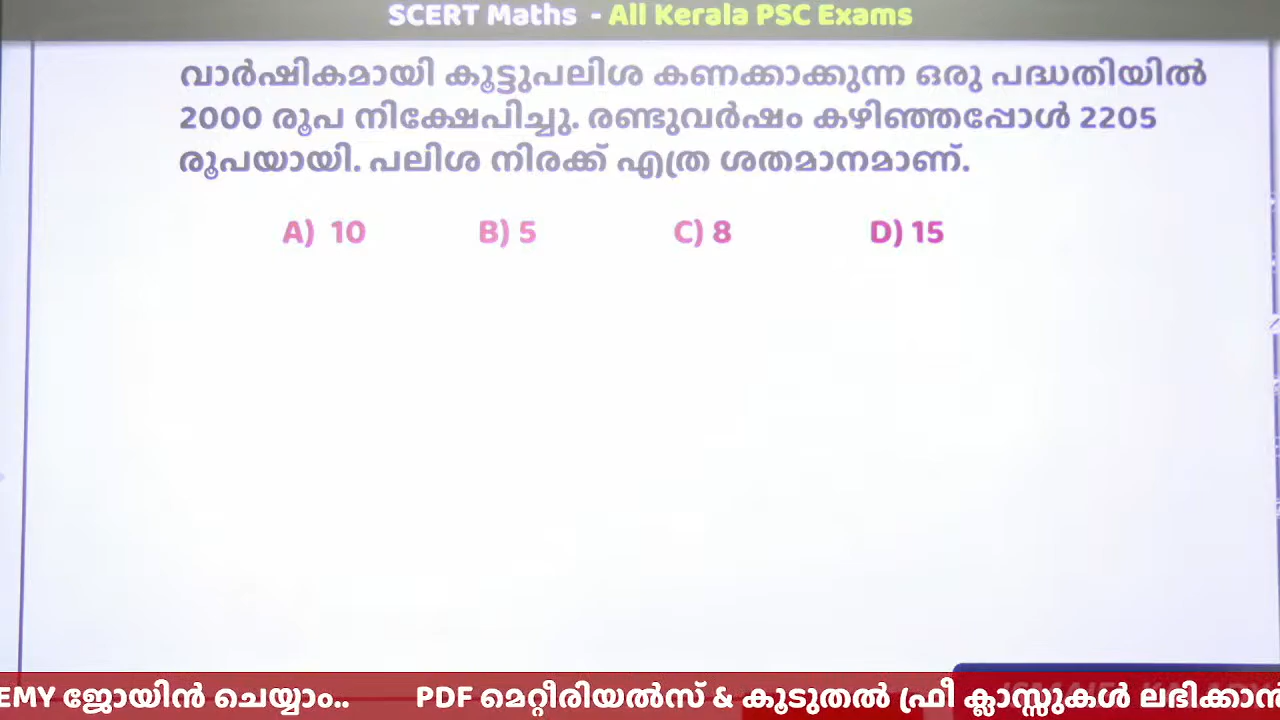 SCERT Maths - All Kerala PSC Exams
വാർഷികമായി കൂട്ടുപലിശ കണക്കാക്കുന്ന ഒരു പദ്ധതിയിൽ
2000 രൂപ നിക്ഷേപിച്ചു. രണ്ടുവർഷം കഴിഞ്ഞപ്പോൾ 2205
രൂപയായി. പലിശ നിരക്ക് എത്ര ശതമാനമാണ്.
A) 10 B) 5 C) 8 D) 15
EMY ജോയിൻ ചെയ്യാം.. PDF മെറ്റീരിയൽസ് & കൂടുതൽ ഫ്രീ ക്ലാസ്സുകൾ ലഭിക്കാൻ